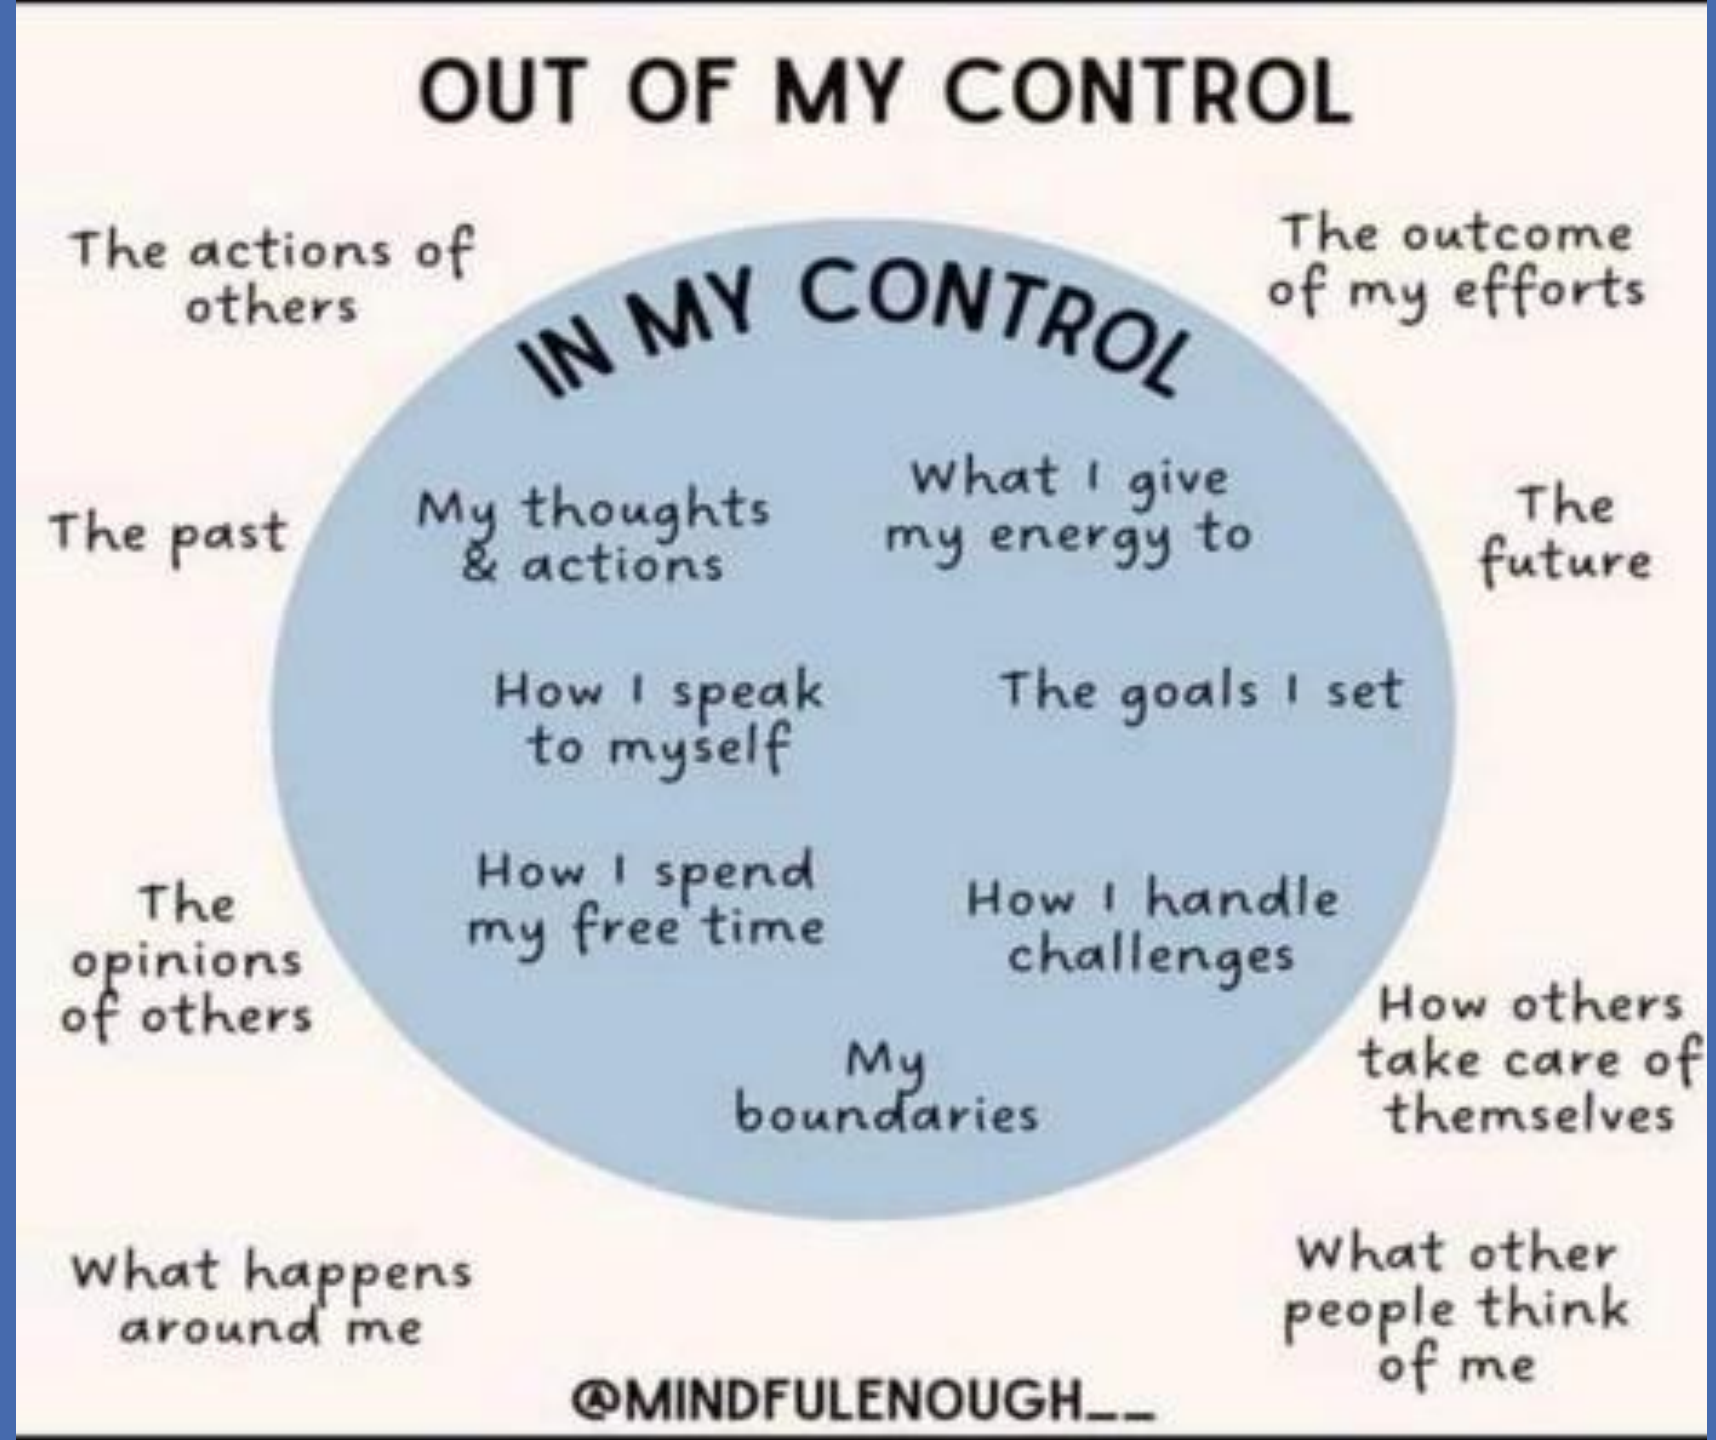 OUT OF MY CONTROL
The actions of
others
The outcome
of my efforts
IN MY CONTROL
The past
My thoughts
& actions
What I give
my energy to
The
future
How I speak
to myself
The goals I set
How I spend
my free time
How I handle
challenges
The
opinions
of others
My
boundaries
How others
take care of
themselves
What happens
around me
What other
people think
of me
@MINDFULENOUGH__